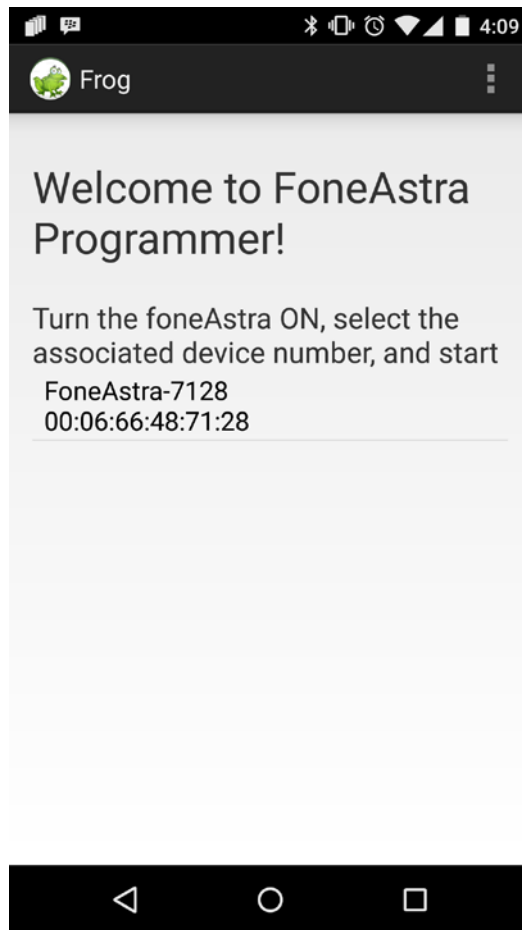 4:09
Frog
Welcome to FoneAstra
Programmer!
Turn the foneAstra ON, select the
associated device number, and start
FoneAstra-7128
00:06:66:48:71:28